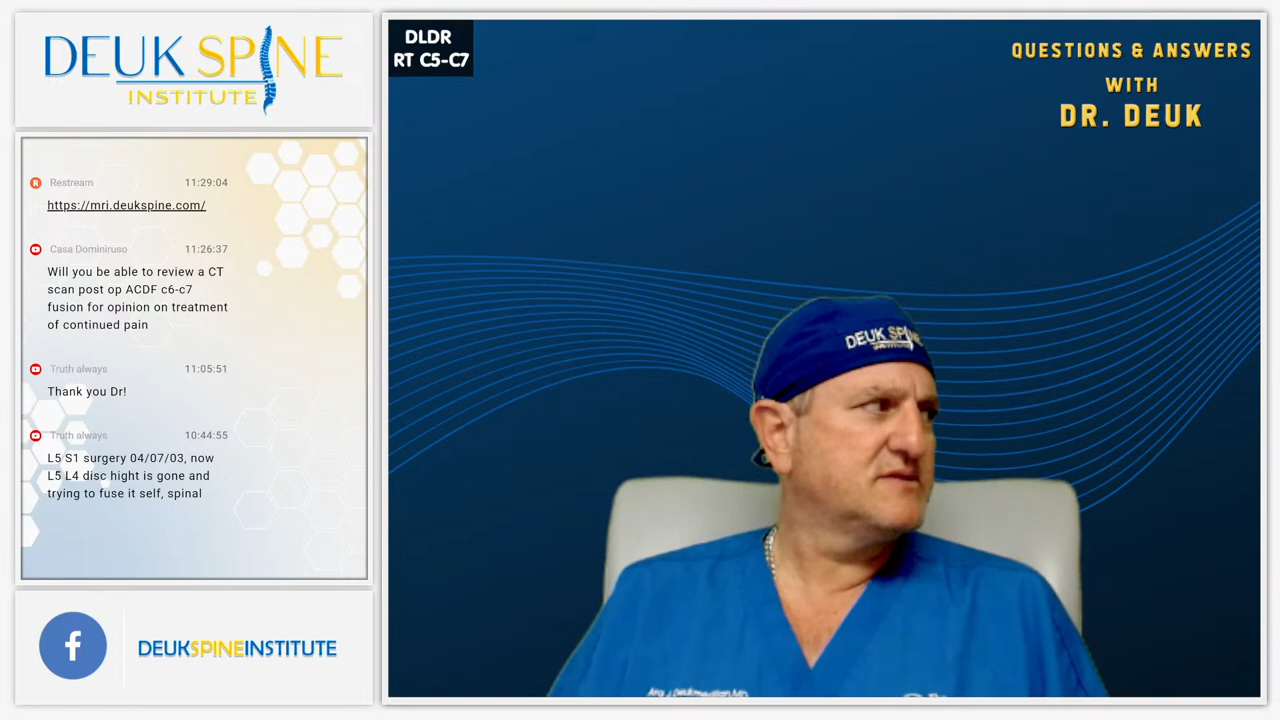 DEUK SPINE
INSTITUTE
Restream 11:29:04
https://mri.deukspine.com/
Casa Dominiruso 11:26:37
Will you be able to review a CT
scan post op ACDF c6-c7
fusion for opinion on treatment
of continued pain
Truth always 11:05:51
Thank you Dr!
Truth always 10:44:55
L5 S1 surgery 04/07/03, now
L5 L4 disc hight is gone and
trying to fuse it self, spinal
DEUKSPINEINSTITUTE
DLDR
RT C5-C7
QUESTIONS & ANSWERS
WITH
DR. DEUK
DEUK SPINE